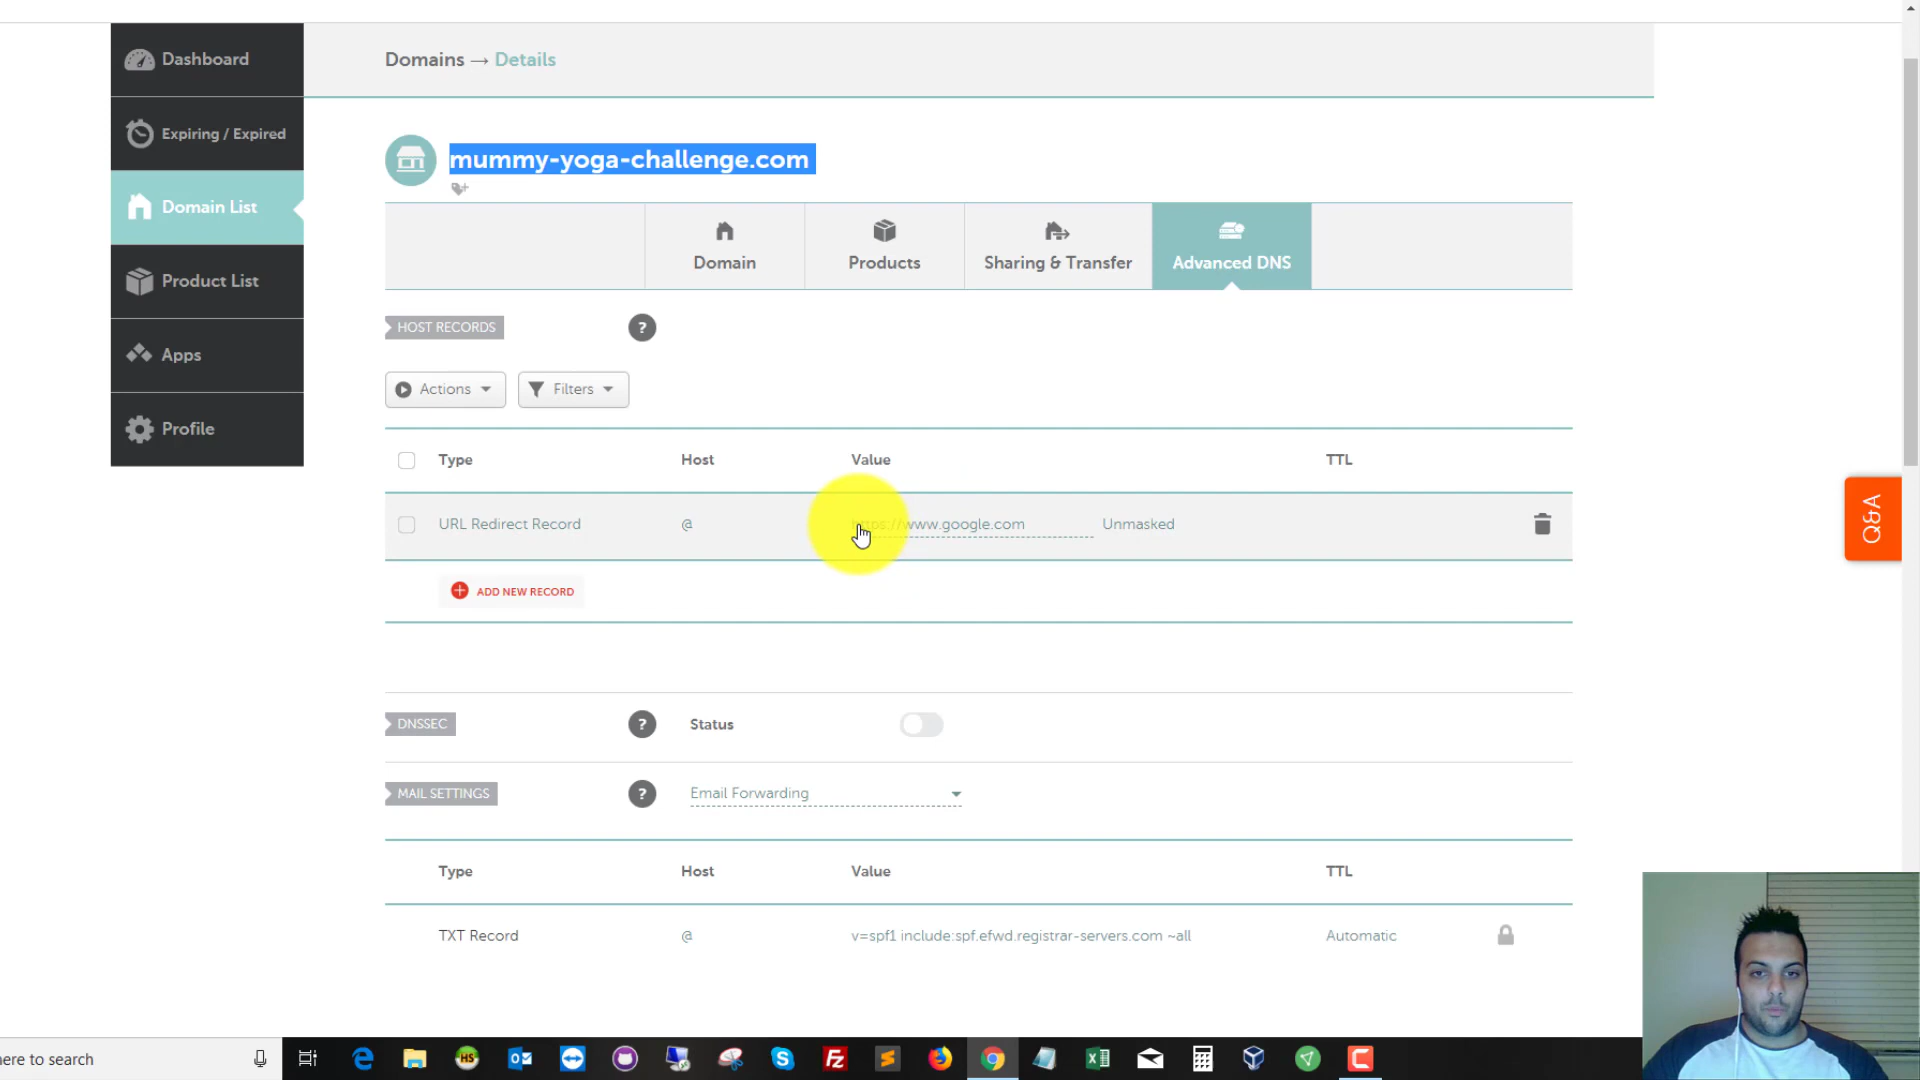 Dashboard
Expiring / Expired
Domain List
Product List
Apps
Profile
Domains → Details
mummy-yoga-challenge.com
Domain
Products
Sharing & Transfer
Advanced DNS
HOST RECORDS
?
Actions
Filters
Type Host Value TTL
URL Redirect Record @ https://www.google.com Unmasked
ADD NEW RECORD
DNSSEC ? Status
MAIL SETTINGS ? Email Forwarding
Type Host Value TTL
TXT Record @ v=spf1 include:spf.efwd.registrar-servers.com ~all Automatic
Q&A
here to search